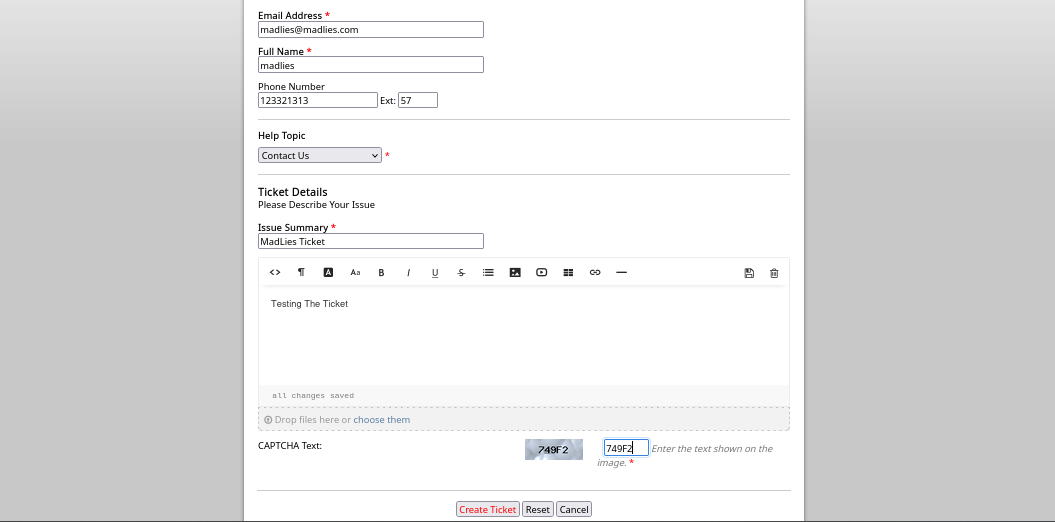 Email Address *
madlies@madlies.com
Full Name *
madlies
Phone Number
123321313 Ext: 57
Help Topic
Contact Us *
Ticket Details
Please Describe Your Issue
Issue Summary *
MadLies Ticket
<> ¶ A Aa B I U S
Testing The Ticket
all changes saved
Drop files here or choose them
CAPTCHA Text: 749F2 749F2 Enter the text shown on the
image. *
Create Ticket Reset Cancel